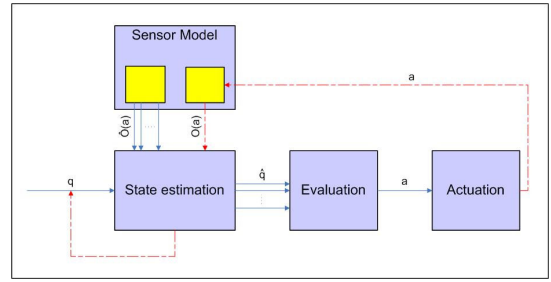 Sensor Model
a
Ô(a)
....
O(a)
q
State estimation
q̂
Evaluation
a
Actuation